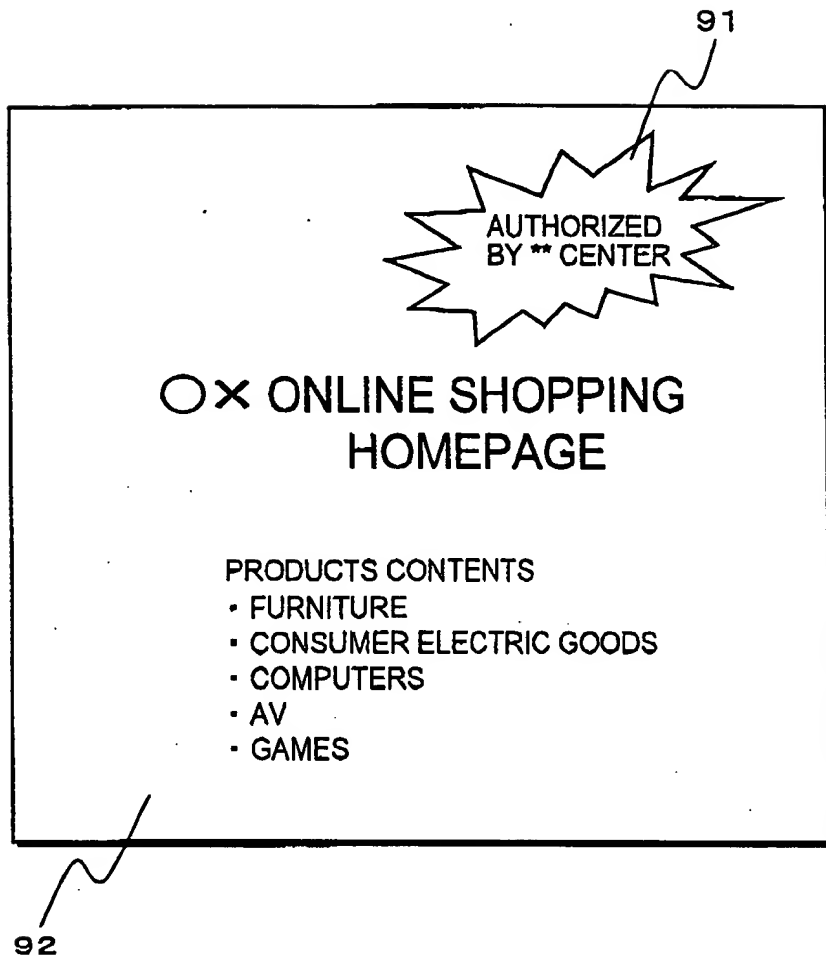 91
AUTHORIZED
BY ** CENTER
○× ONLINE SHOPPING
HOMEPAGE
PRODUCTS CONTENTS
・FURNITURE
・CONSUMER ELECTRIC GOODS
・COMPUTERS
・AV
・GAMES
92